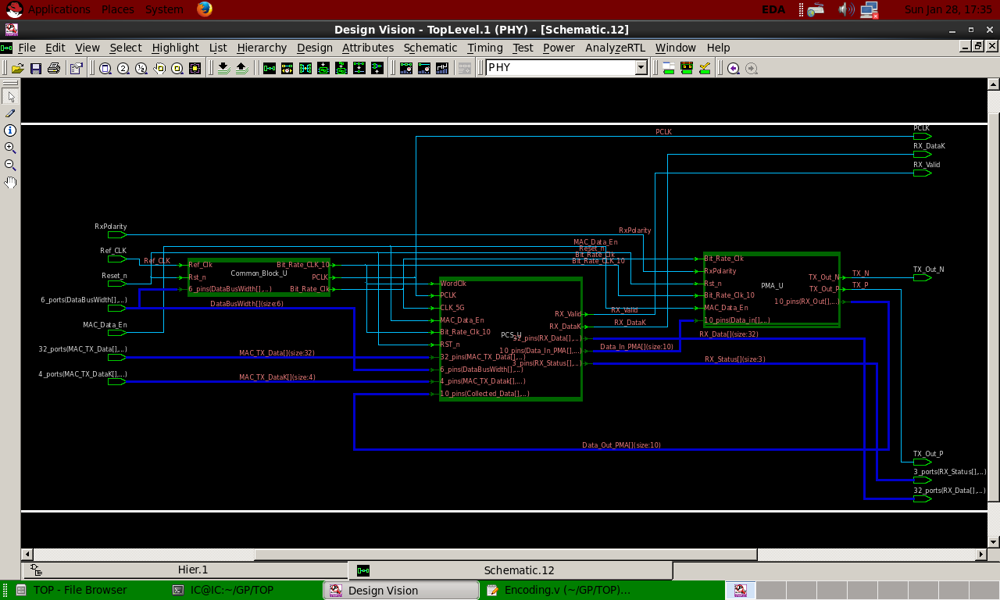 Applications Places System EDA Sun Jan 28, 17:35
Design Vision - TopLevel.1 (PHY) - [Schematic.12]
File Edit View Select Highlight List Hierarchy Design Attributes Schematic Timing Test Power AnalyzeRTL Window Help
PHY
PCLK
PCLK
RX_DataK
RX_Valid
RxPolarity
RxPolarity
Ref_CLK
Ref_CLK
Reset_n
6_ports(DataBusWidth[],...)
MAC_Data_En
32_ports(MAC_TX_Data[],...)
4_ports(MAC_TX_DataK[],...)
Ref_Clk
Rst_n
6_pins(DataBusWidth[],...)
Common_Block_U
Bit_Rate_CLK_10
PCLK
Bit_Rate_Clk
DataBusWidth[](size:6)
MAC_TX_Data[](size:32)
MAC_TX_DataK[](size:4)
MAC_Data_En
Reset_n
Bit_Rate_Clk
Bit_Rate_CLK_10
WordClk
PCLK
CLK_5G
MAC_Data_En
Bit_Rate_Clk_10
RST_n
32_pins(MAC_TX_Data[],...)
6_pins(DataBusWidth[],...)
4_pins(MAC_TX_Datak[],...)
10_pins(Collected_Data[],...)
PCS_U
RX_Valid
RX_DataK
32_pins(RX_Data[],...)
10_pins(Data_In_PMA[],...)
3_pins(RX_Status[],...)
RX_Valid
RX_DataK
RX_Data[](size:32)
Data_In_PMA[](size:10)
RX_Status[](size:3)
Data_Out_PMA[](size:10)
Bit_Rate_Clk
RxPolarity
Rst_n
Bit_Rate_Clk_10
MAC_Data_En
10_pins(Data_in[],...)
PMA_U
TX_Out_N
TX_Out_P
10_pins(RX_Out[],...)
TX_N
TX_P
TX_Out_N
TX_Out_P
3_ports(RX_Status[],...)
32_ports(RX_Data[],...)
Hier.1 Schematic.12
TOP - File Browser IC@IC:~/GP/TOP Design Vision Encoding.v (~/GP/TOP)...